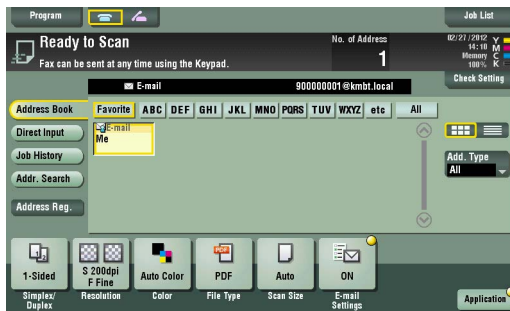 Program
Job List
Ready to Scan
Fax can be sent at any time using the Keypad.
No. of Address
1
02/27/2012
14:10
Memory
100%
Y
M
C
K
Check Setting
E-mail
900000001@kmbt.local
Address Book
Favorite ABC DEF GHI JKL MNO PQRS TUV WXYZ etc All
E-mail
Me
Direct Input
Job History
Addr. Search
Address Reg.
Add. Type
All
1-Sided
S 200dpi
F Fine
Auto Color
PDF
PDF
Auto
ON
Simplex/
Duplex
Resolution
Color
File Type
Scan Size
E-mail
Settings
Application